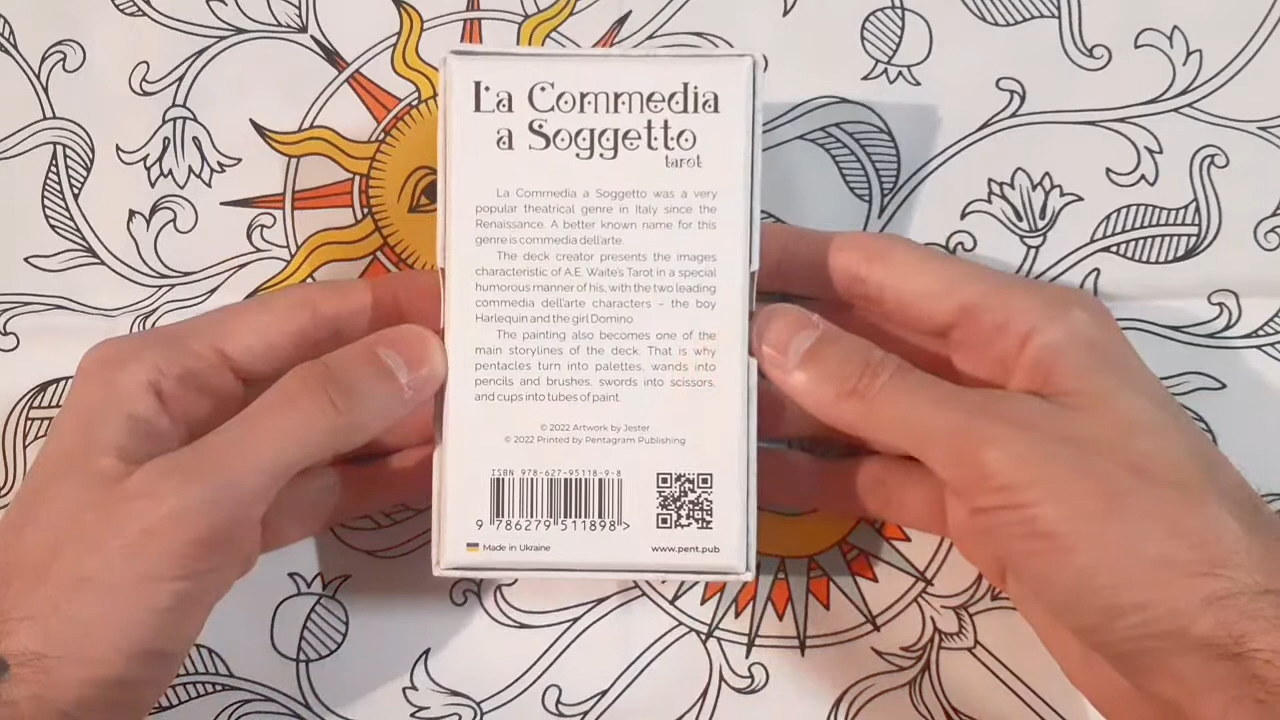 La Commedia
a Soggetto
tarot
La Commedia a Soggetto was a very
popular theatrical genre in Italy since the
Renaissance. A better known name for this
genre is commedia dell'arte.
The deck creator presents the images
characteristic of A.E. Waite's Tarot in a special
humorous manner of his, with the two leading
commedia dell'arte characters – the boy
Harlequin and the girl Domino.
The painting also becomes one of the
main storylines of the deck. That is why
pentacles turn into palettes, wands into
pencils and brushes, swords into scissors,
and cups into tubes of paint.
© 2022 Artwork by Jester
© 2022 Printed by Pentagram Publishing
ISBN 978-627-95118-9-8
9 786279 511898 >
Made in Ukraine
www.pent.pub